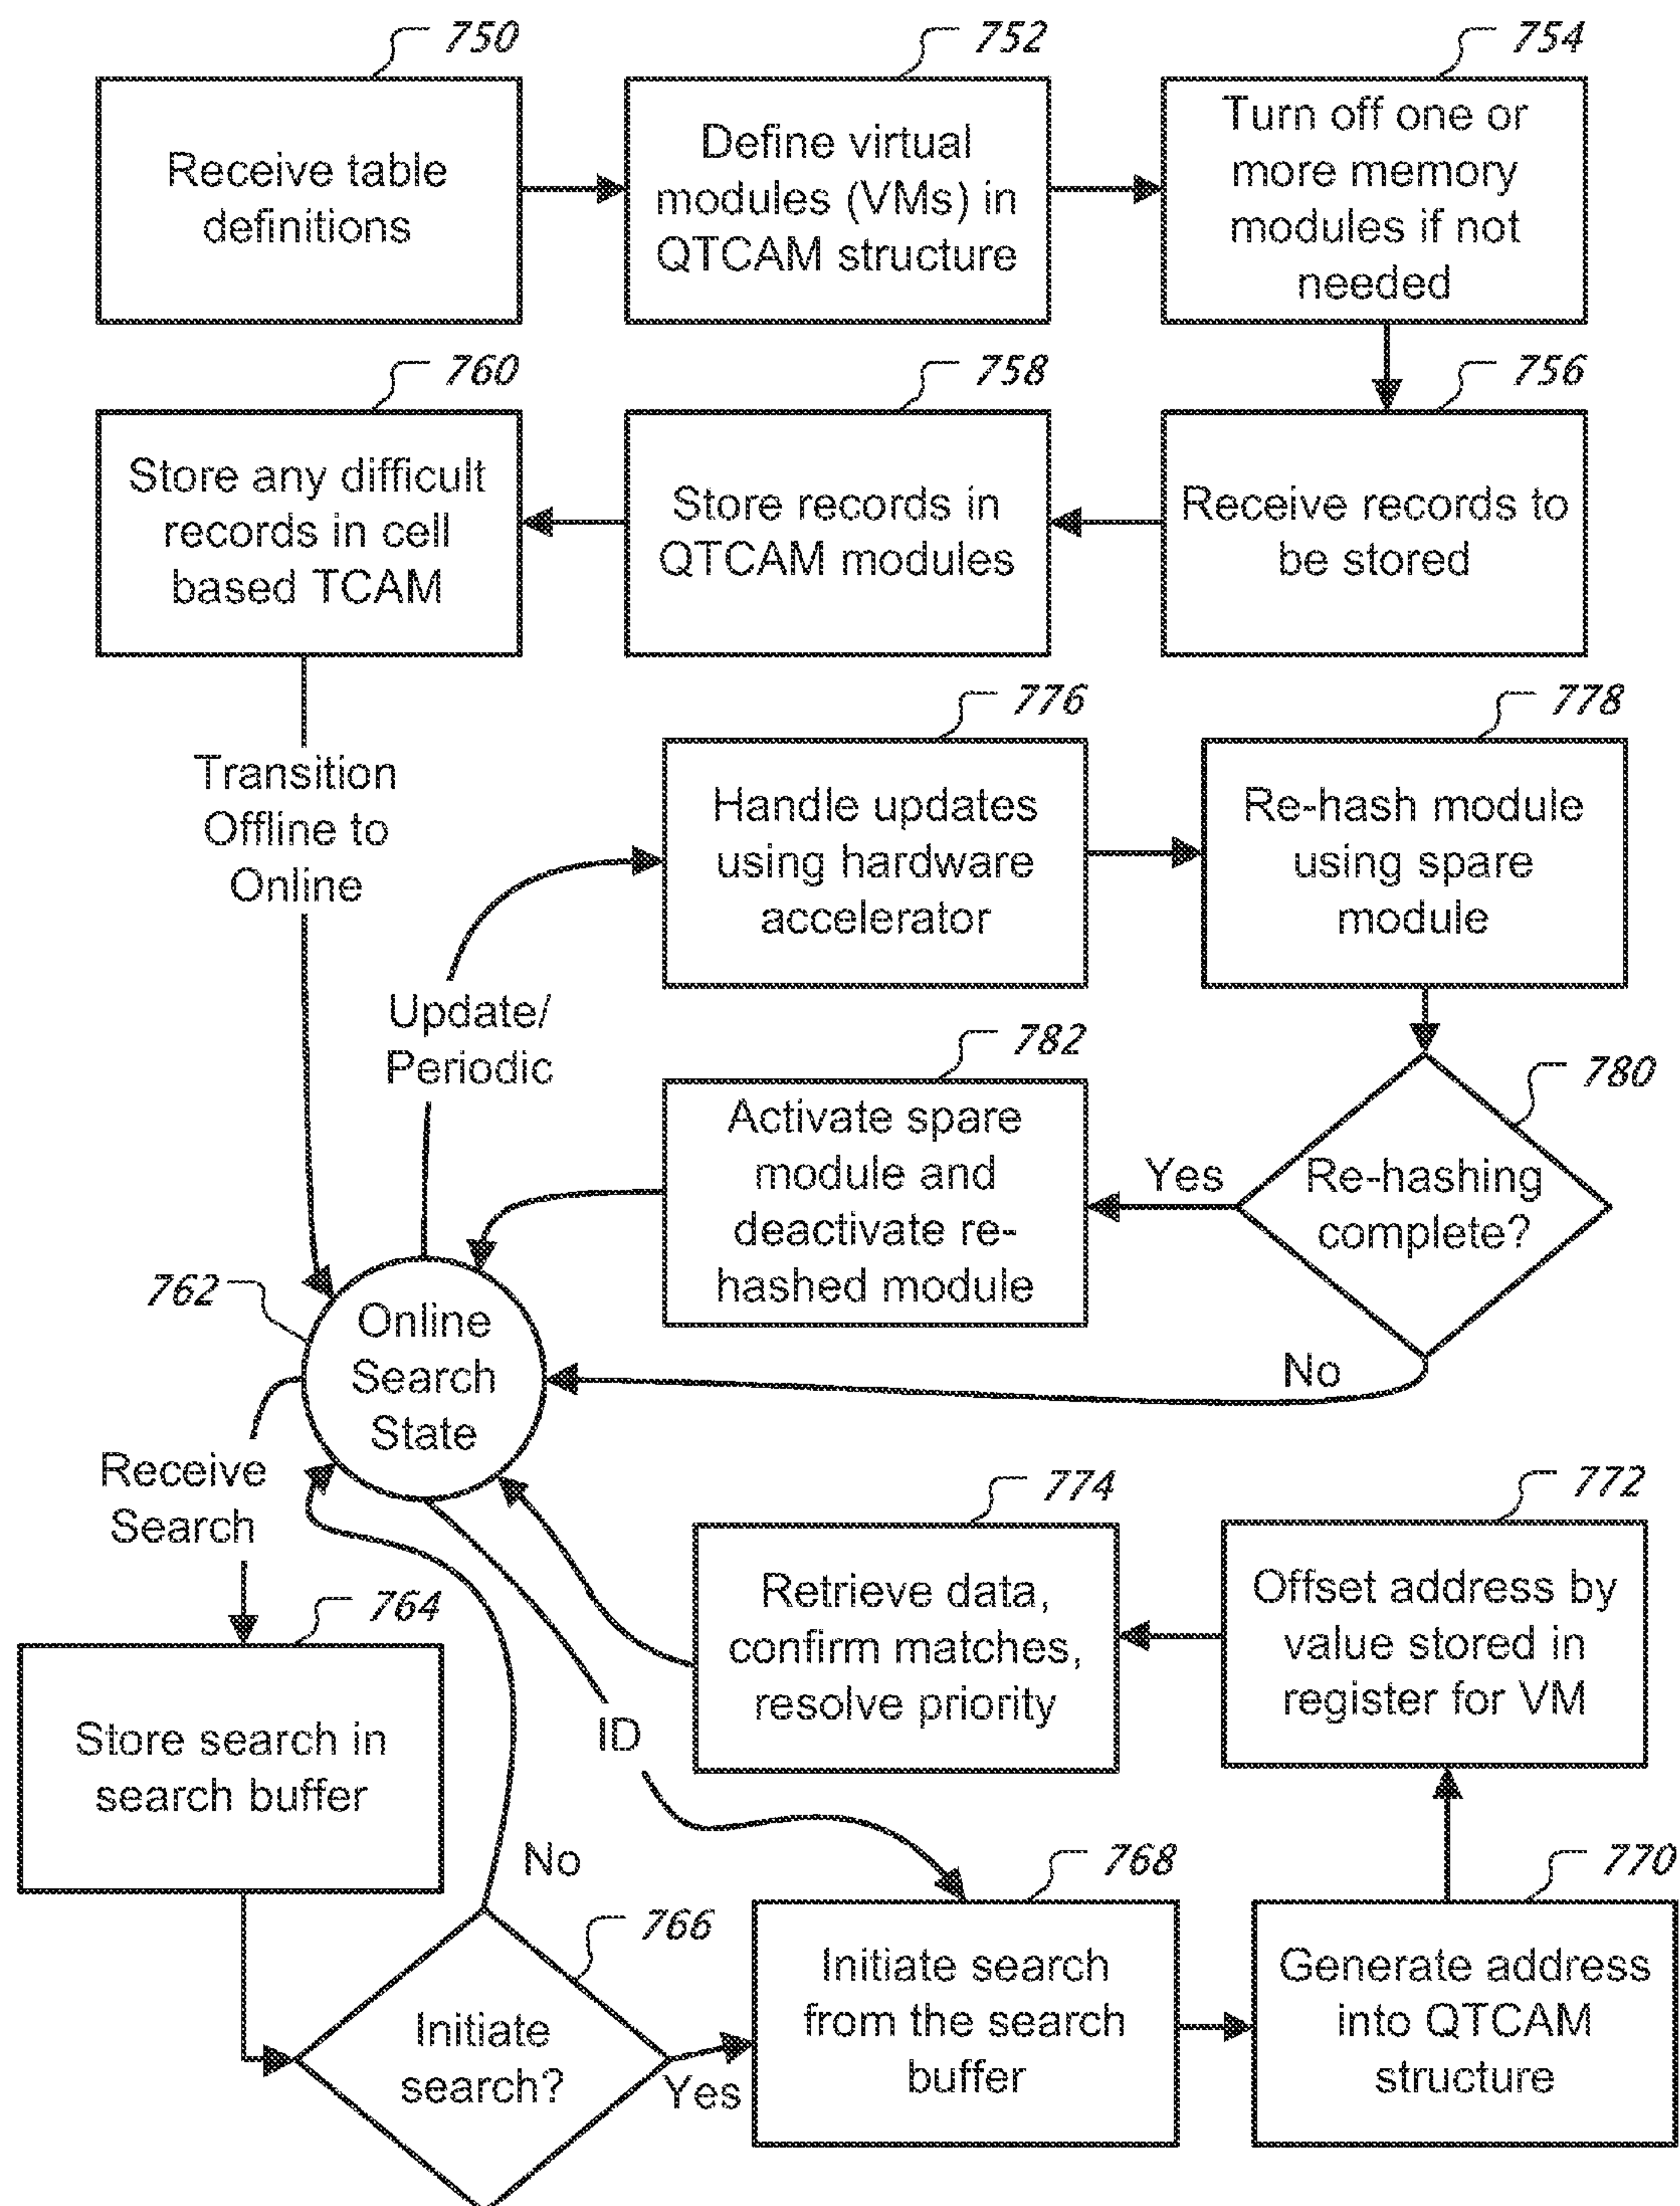 750
Receive table
definitions
752
Define virtual
modules (VMs) in
QTCAM structure
754
Turn off one or
more memory
modules if not
needed
760
Store any difficult
records in cell
based TCAM
758
Store records in
QTCAM modules
756
Receive records to
be stored
Transition
Offline to
Online
776
Handle updates
using hardware
accelerator
778
Re-hash module
using spare
module
Update/
Periodic
782
Activate spare
module and
deactivate re-
hashed module
Yes
780
Re-hashing
complete?
No
762
Online
Search
State
Receive
Search
764
Store search in
search buffer
ID
774
Retrieve data,
confirm matches,
resolve priority
772
Offset address by
value stored in
register for VM
No
766
Initiate
search?
Yes
768
Initiate search
from the search
buffer
770
Generate address
into QTCAM
structure